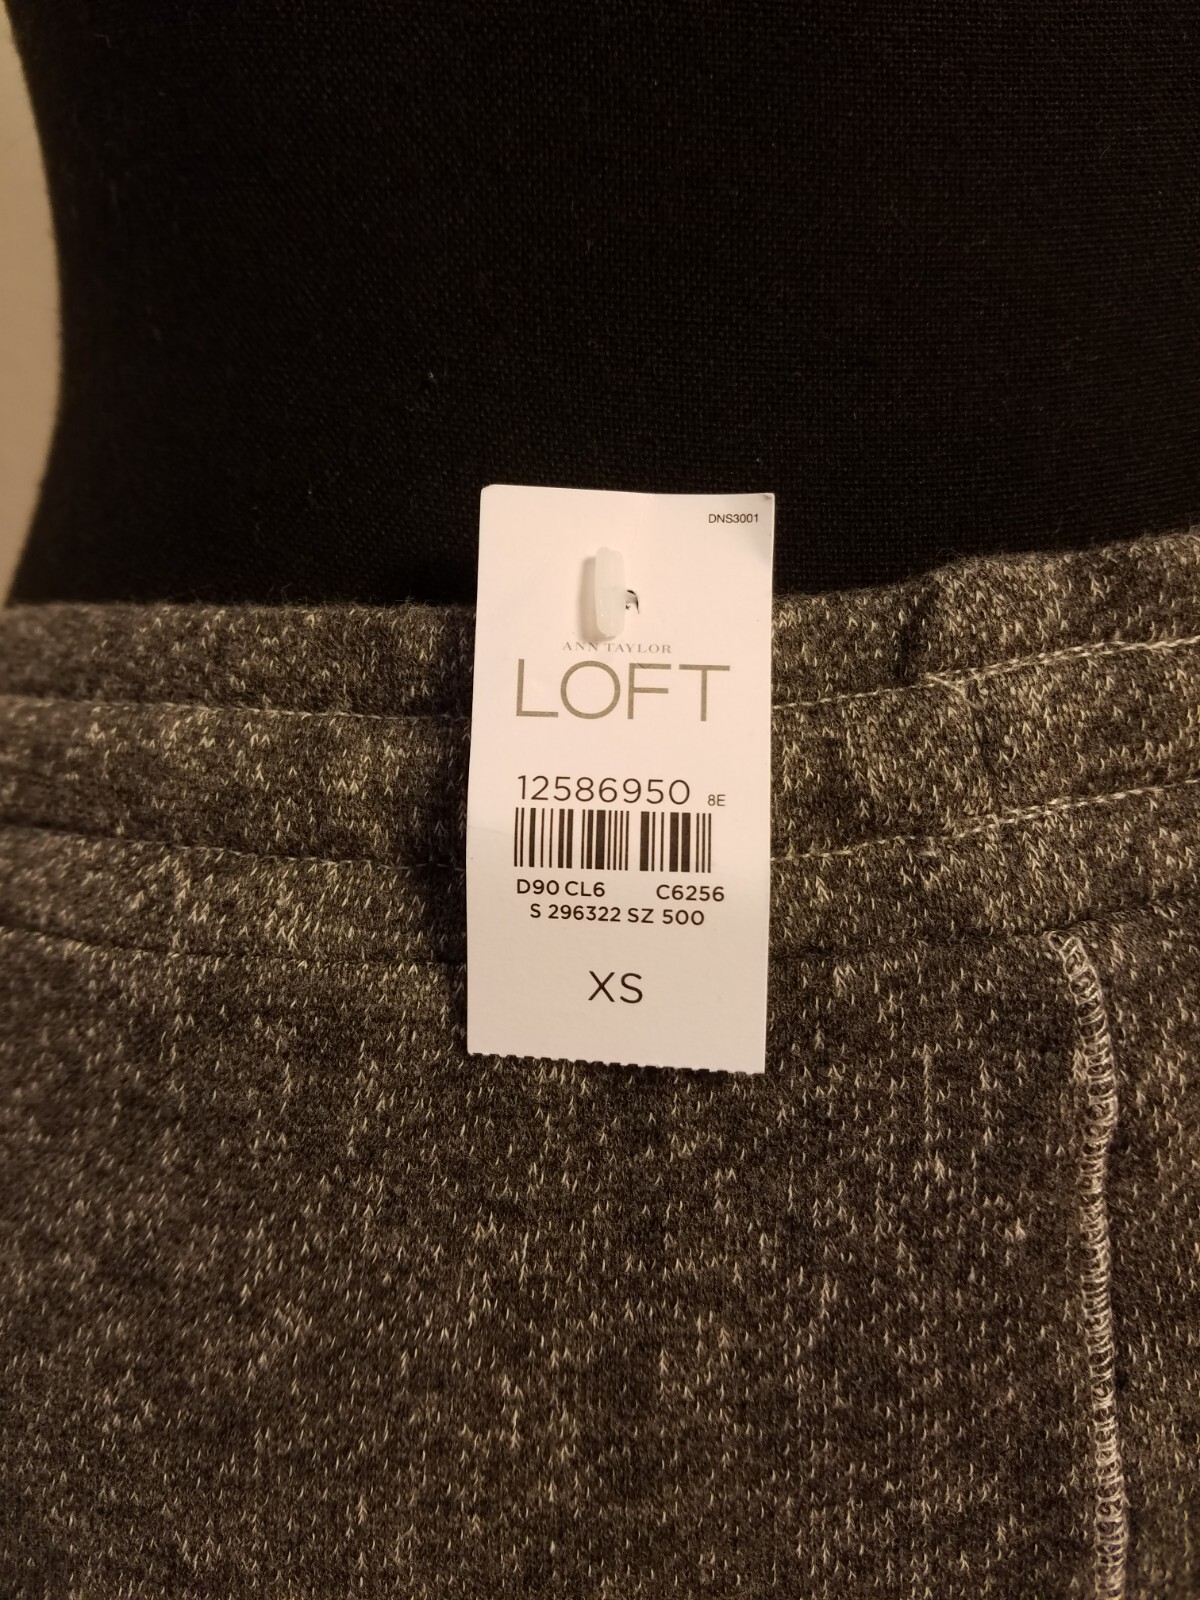 DNS3001
ANN TAYLOR
LOFT
12586950 8E
D90 CL6 C6256
S 296322 SZ 500
XS